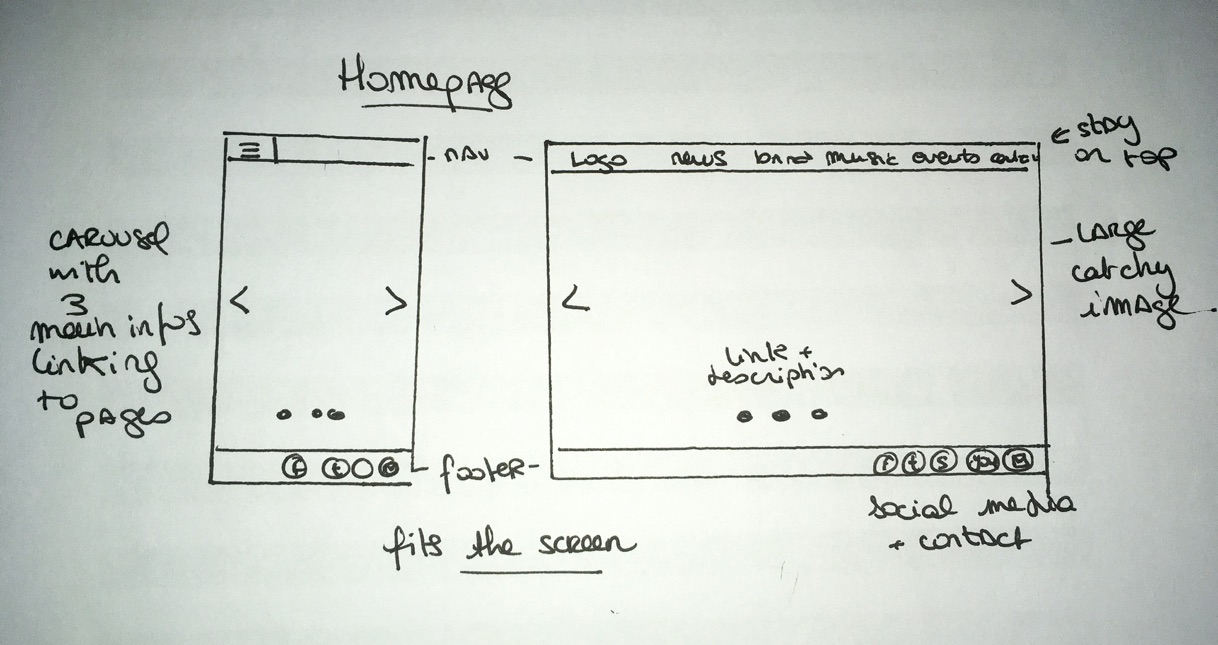 Homepage
nav
Logo news band music events
stay
on top
CAROUSEL
with
3
main infos
linking
to
pages
Large
catchy
image.
link +
description
f t
f t s You
footer
social media
+ contact
fits the screen